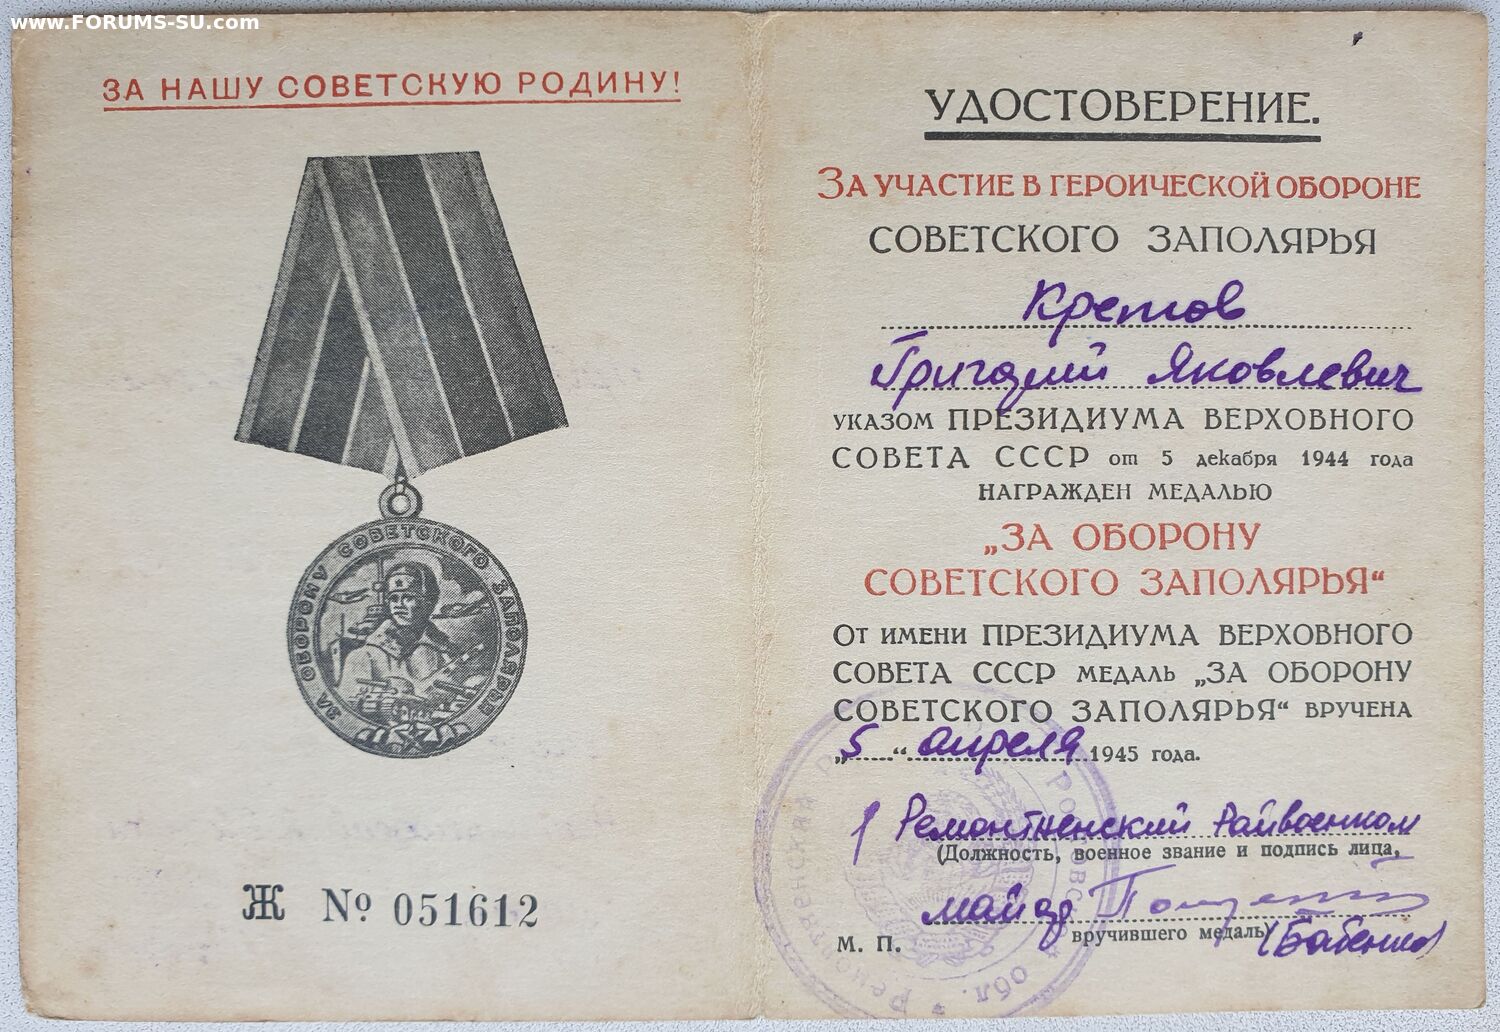 www.FORUMS-SU.com
ЗА НАШУ СОВЕТСКУЮ РОДИНУ!
ЗА ОБОРОНУ СОВЕТСКОГО ЗАПОЛЯРЬЯ
Ж № 051612
УДОСТОВЕРЕНИЕ.
ЗА УЧАСТИЕ В ГЕРОИЧЕСКОЙ ОБОРОНЕ
СОВЕТСКОГО ЗАПОЛЯРЬЯ
Кретов
Григорий Яковлевич
УКАЗОМ ПРЕЗИДИУМА ВЕРХОВНОГО
СОВЕТА СССР от 5 декабря 1944 года
НАГРАЖДЕН МЕДАЛЬЮ
„ЗА ОБОРОНУ
СОВЕТСКОГО ЗАПОЛЯРЬЯ“
ОТ ИМЕНИ ПРЕЗИДИУМА ВЕРХОВНОГО
СОВЕТА СССР МЕДАЛЬ „ЗА ОБОРОНУ
СОВЕТСКОГО ЗАПОЛЯРЬЯ“ ВРУЧЕНА
„5“ апреля 1945 года.
Ремонтненский Райвоенком
(Должность, военное звание и подпись лица,
майор
М. П. вручившего медаль)
(Бабенко)